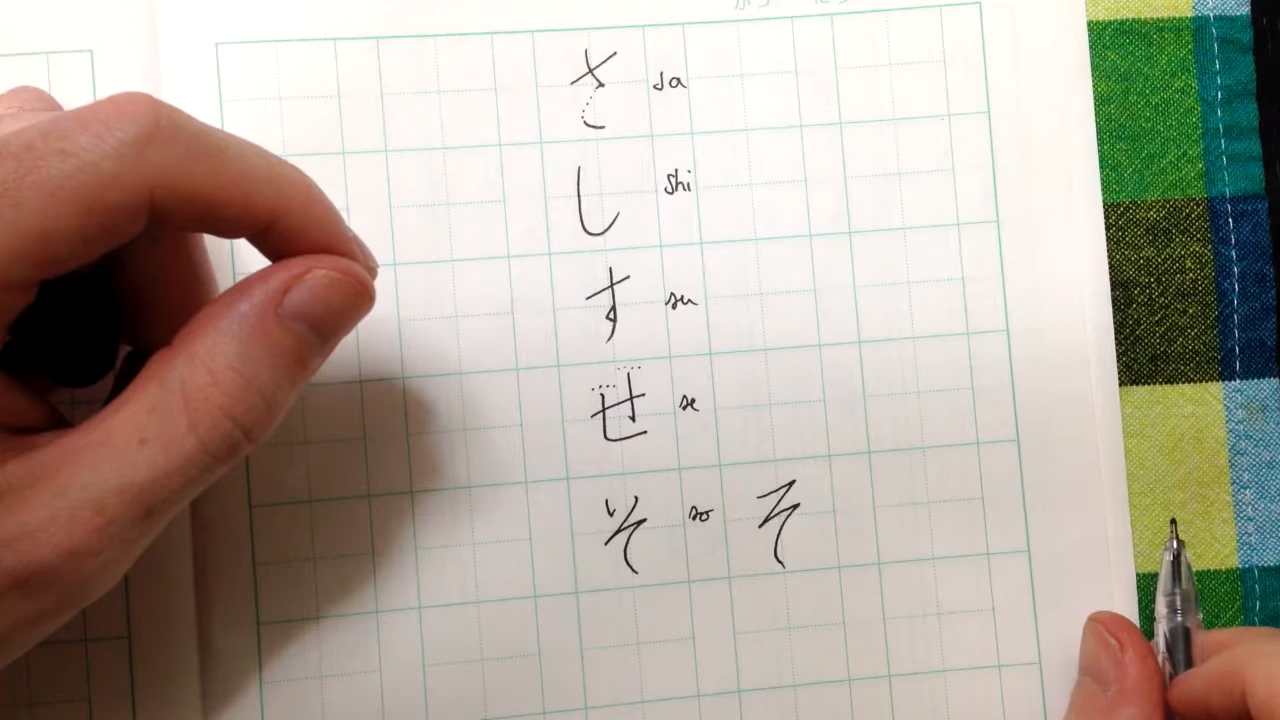 さ sa
し shi
す su
せ se
そ so そ